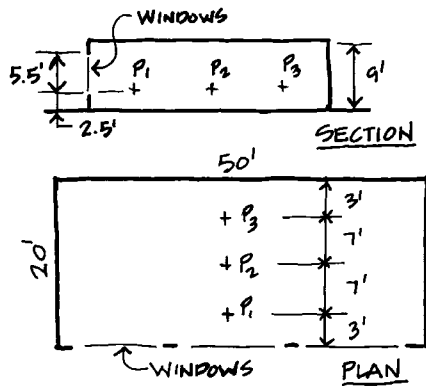 WINDOWS
5.5'
P1 P2 P3
9'
2.5'
SECTION
50'
20'
P3
3'
7'
P2
7'
P1
3'
WINDOWS
PLAN